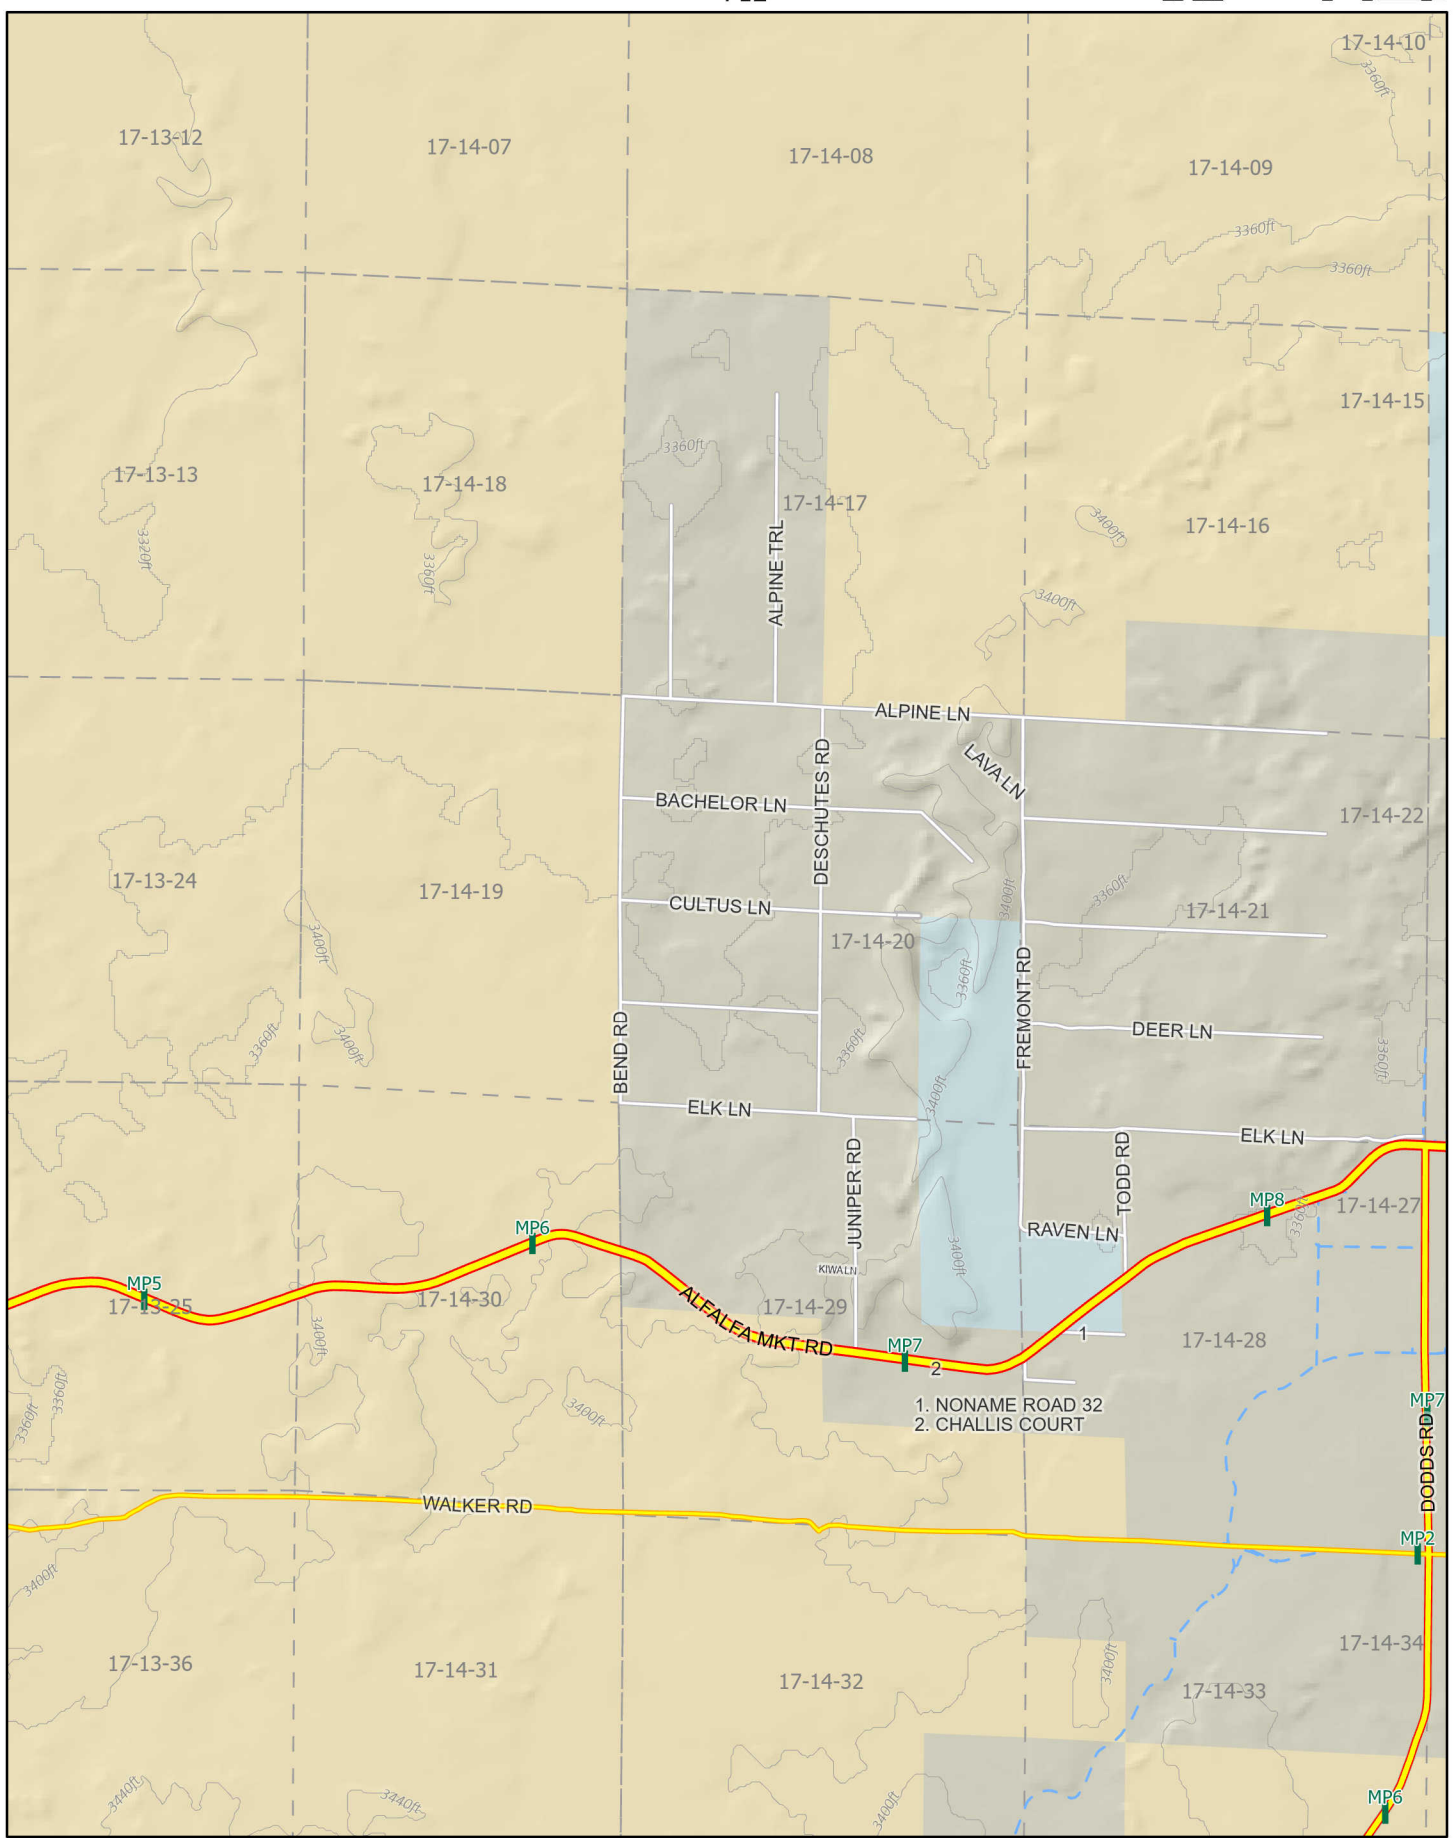 17-14-10
3360ft
17-13-12
17-14-07
17-14-08
17-14-09
3360ft
3360ft
17-14-15
3360ft
17-13-13
17-14-18
17-14-17
3400ft
17-14-16
3320ft
3360ft
ALPINE TRL
3400ft
ALPINE LN
LAVA LN
DESCHUTES RD
BACHELOR LN
17-14-22
17-13-24
17-14-19
3360ft
3400ft
CULTUS LN
17-14-21
3400ft
17-14-20
3360ft
FREMONT RD
BEND RD
3360ft
3400ft
3360ft
DEER LN
3360ft
3400ft
ELK LN
ELK LN
JUNIPER RD
TODD RD
MP6
MP8
17-14-27
3360ft
RAVEN LN
3400ft
KIWA LN
MP5
17-13-25
17-14-30
ALFALFA MKT RD
17-14-29
3400ft
1
17-14-28
MP7
2
3360ft
3360ft
3400ft
1. NONAME ROAD 32
2. CHALLIS COURT
MP7
DODDS RD
WALKER RD
MP2
3400ft
17-13-36
17-14-31
17-14-32
3400ft
17-14-34
17-14-33
3440ft
3440ft
3400ft
MP6